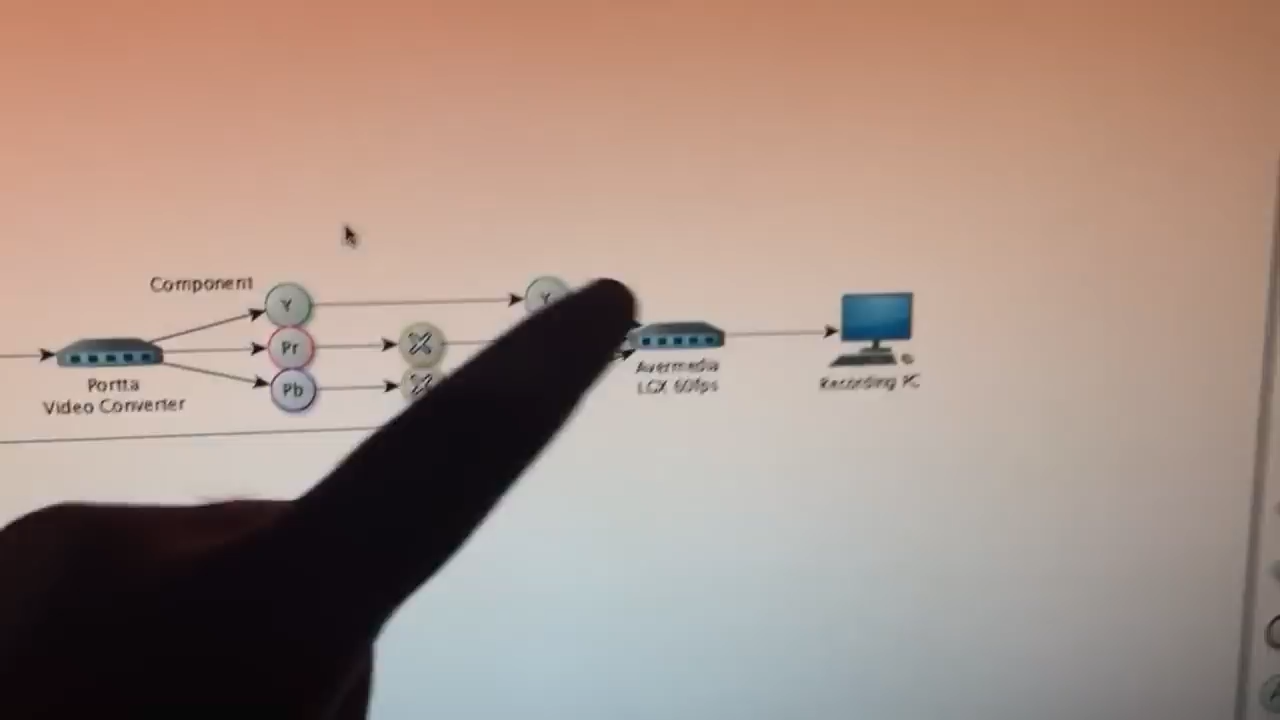 Component
Y
Y
Pr
Pb
Portta
Video Converter
Avermedia
LGX 60fps
Recording PC